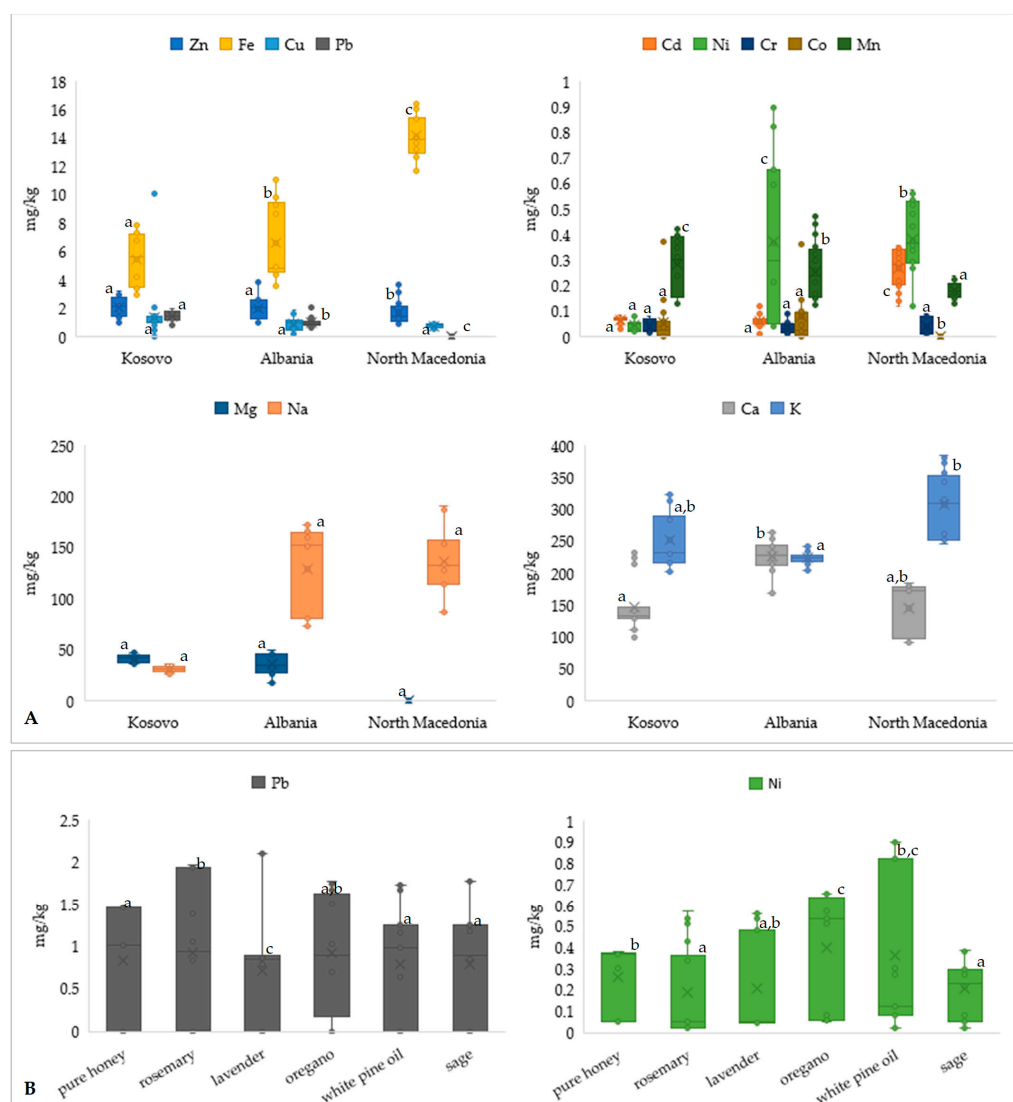 Zn Fe Cu Pb
mg/kg
18
16
14
12
10
8
6
4
2
0
a a a a
a b a b
b c a c
Kosovo Albania North Macedonia
Cd Ni Cr Co Mn
mg/kg
1
0.9
0.8
0.7
0.6
0.5
0.4
0.3
0.2
0.1
0
a a a a c
a c a a b
c b a b a
Kosovo Albania North Macedonia
Mg Na
mg/kg
250
200
150
100
50
0
a a
a a
a a
Kosovo Albania North Macedonia
Ca K
mg/kg
400
350
300
250
200
150
100
50
0
a a,b
b a
a,b b
Kosovo Albania North Macedonia
A
Pb
mg/kg
2.5
2
1.5
1
0.5
0
a b c a,b a a
pure honey rosemary lavender oregano white pine oil sage
Ni
mg/kg
1
0.9
0.8
0.7
0.6
0.5
0.4
0.3
0.2
0.1
0
b a a,b c b,c a
pure honey rosemary lavender oregano white pine oil sage
B